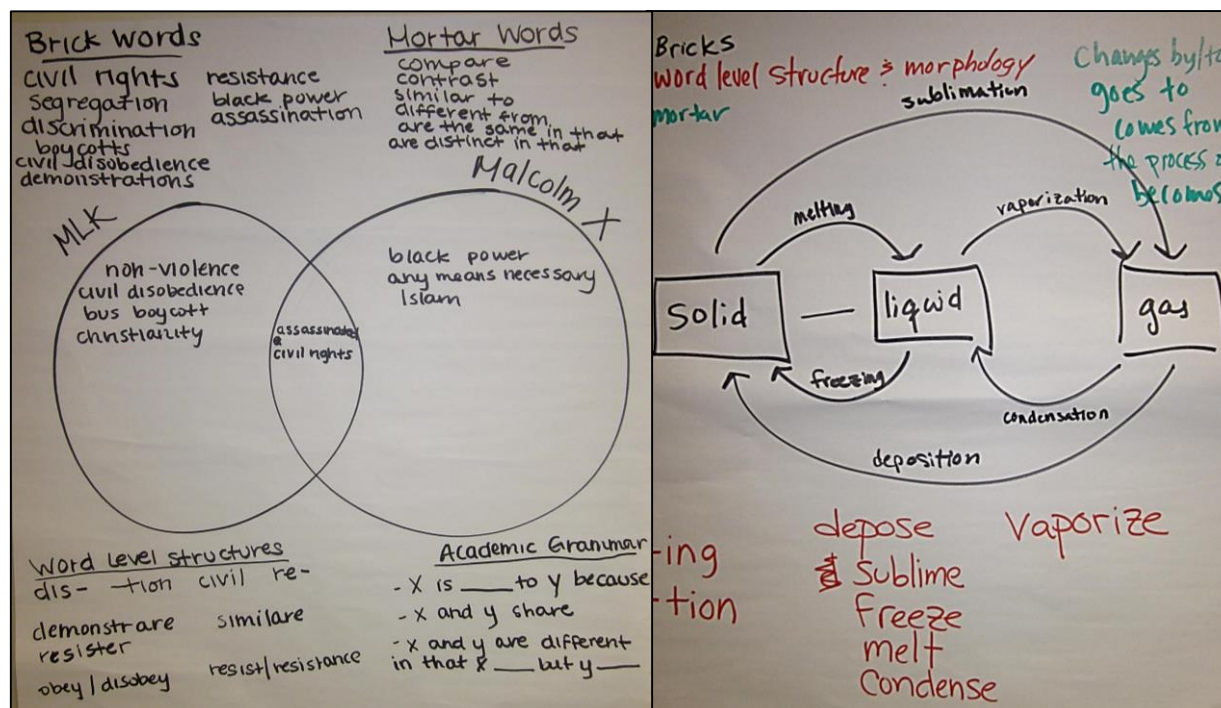 Brick Words
civil rights
segregation
discrimination
boycotts
civil disobedience
demonstrations
resistance
black power
assassination
Mortar Words
compare
contrast
similar to
different from
are the same in that
are distinct in that
MLK
non-violence
civil disobedience
bus boycott
christianity
assassinated
civil rights
Malcolm X
black power
any means necessary
Islam
Word Level Structures
dis- -tion civil re-
demonstrare similare
resister
obey/disobey resist/resistance
Academic Grammar
- X is ____ to y because
- X and y share
- X and y are different
in that x ____ but y ____
Bricks
word level structure & morphology
mortar
Changes by/to
goes to
comes from
the process
becomes
sublimation
melting
vaporization
Solid — liquid gas
freezing
condensation
deposition
-ing
-tion
depose
Sublime
Freeze
melt
Condense
Vaporize